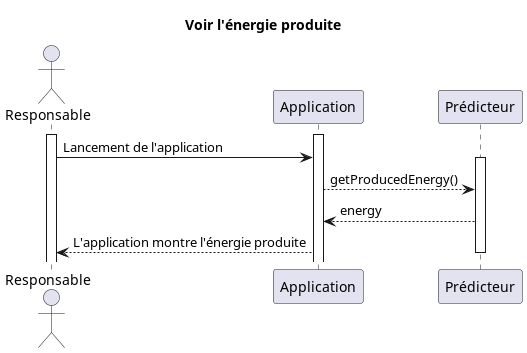 Voir l'énergie produite
Responsable
Application
Prédicteur
Lancement de l'application
getProducedEnergy()
energy
L'application montre l'énergie produite
Responsable
Application
Prédicteur